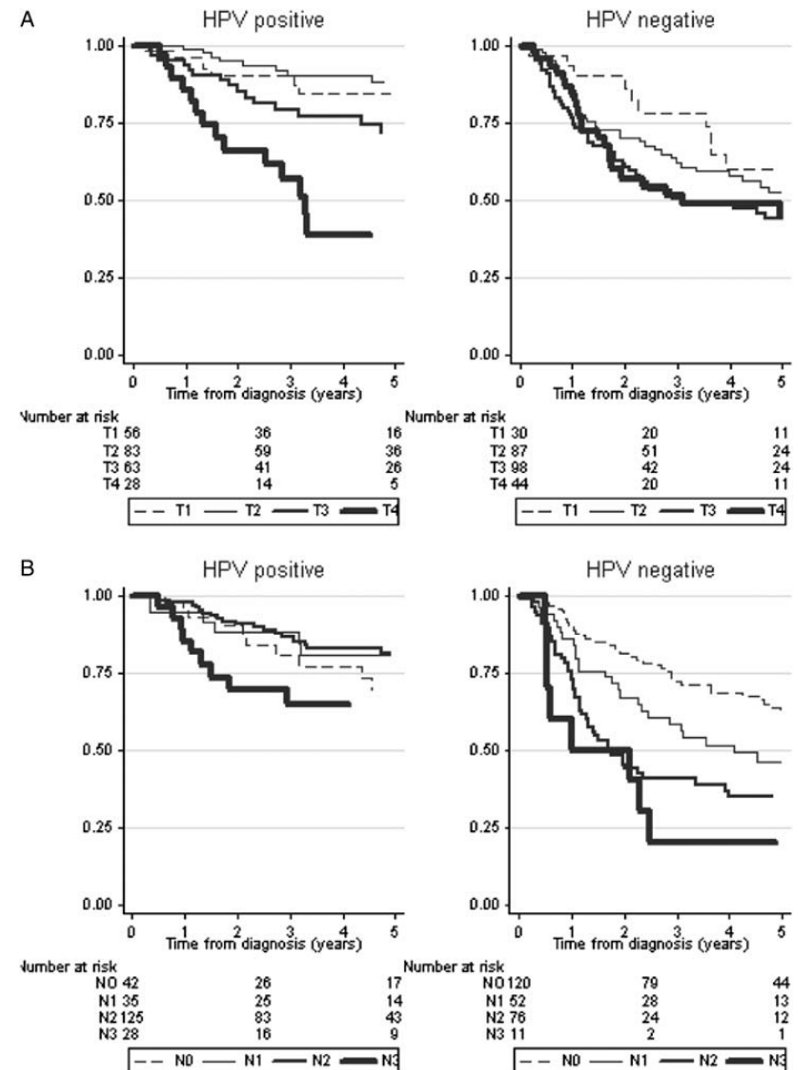 A
HPV positive
HPV negative
1.00
0.75
0.50
0.25
0.00
0 1 2 3 4 5
Time from diagnosis (years)
1.00
0.75
0.50
0.25
0.00
0 1 2 3 4 5
Time from diagnosis (years)
Number at risk
T1 56 36 16
T2 83 59 36
T3 63 41 26
T4 28 14 5
T1 T2 T3 T4
Number at risk
T1 30 20 11
T2 87 51 24
T3 98 42 24
T4 44 20 11
T1 T2 T3 T4
B
HPV positive
HPV negative
1.00
0.75
0.50
0.25
0.00
0 1 2 3 4 5
Time from diagnosis (years)
1.00
0.75
0.50
0.25
0.00
0 1 2 3 4 5
Time from diagnosis (years)
Number at risk
N0 42 26 17
N1 35 25 14
N2 125 83 43
N3 28 16 9
N0 N1 N2 N3
Number at risk
N0 120 79 44
N1 52 28 13
N2 76 24 12
N3 11 2 1
N0 N1 N2 N3